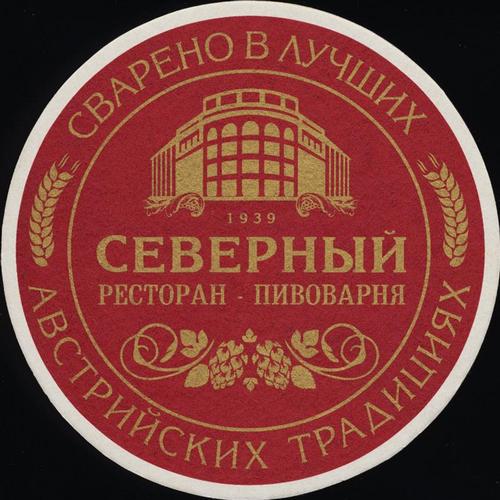 СВАРЕНО В ЛУЧШИХ
1939
СЕВЕРНЫЙ
РЕСТОРАН - ПИВОВАРНЯ
АВСТРИЙСКИХ ТРАДИЦИЯХ